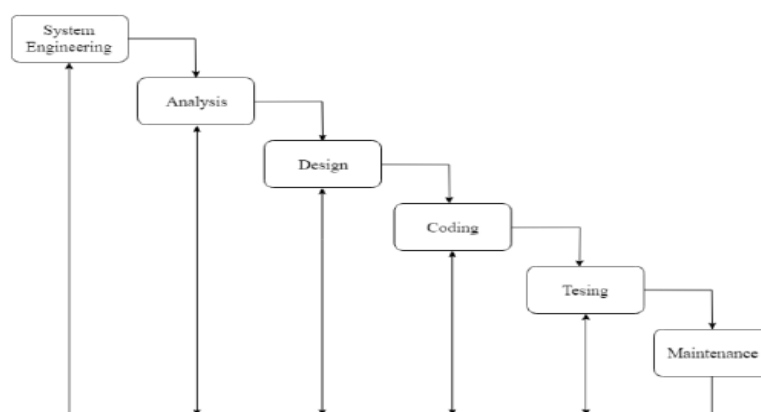 System
Engineering
Analysis
Design
Coding
Tesing
Maintenance